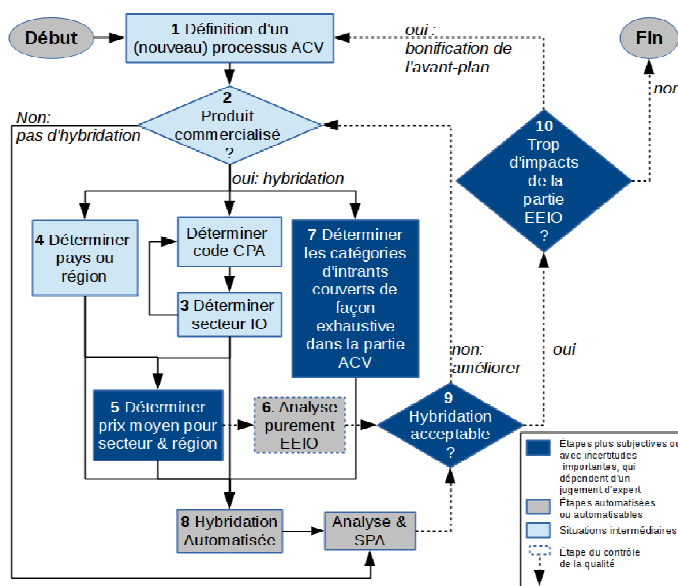 Début
1 Définition d'un
(nouveau) processus ACV
oui :
bonification de
l'avant-plan
FIn
non
Non:
pas d'hybridation
2
Produit
commercialisé
?
10
Trop
d'impacts
de la
partie
EEIO
?
oui: hybridation
4 Déterminer
pays ou
région
Déterminer
code CPA
3 Déterminer
secteur IO
7 Déterminer
les catégories
d'intrants
couverts de
façon
exhaustive
dans la partie
ACV
non:
améliorer
oui
5 Déterminer
prix moyen pour
secteur & région
6. Analyse
purement
EEIO
9
Hybridation
acceptable
?
8 Hybridation
Automatisée
Analyse &
SPA
Étapes plus subjectives ou
avec incertitudes
importantes, qui
dépendent d'un
jugement d'expert
Étapes automatisées
ou automatisables
Situations intermédiaires
Étape du contrôle
de la qualité